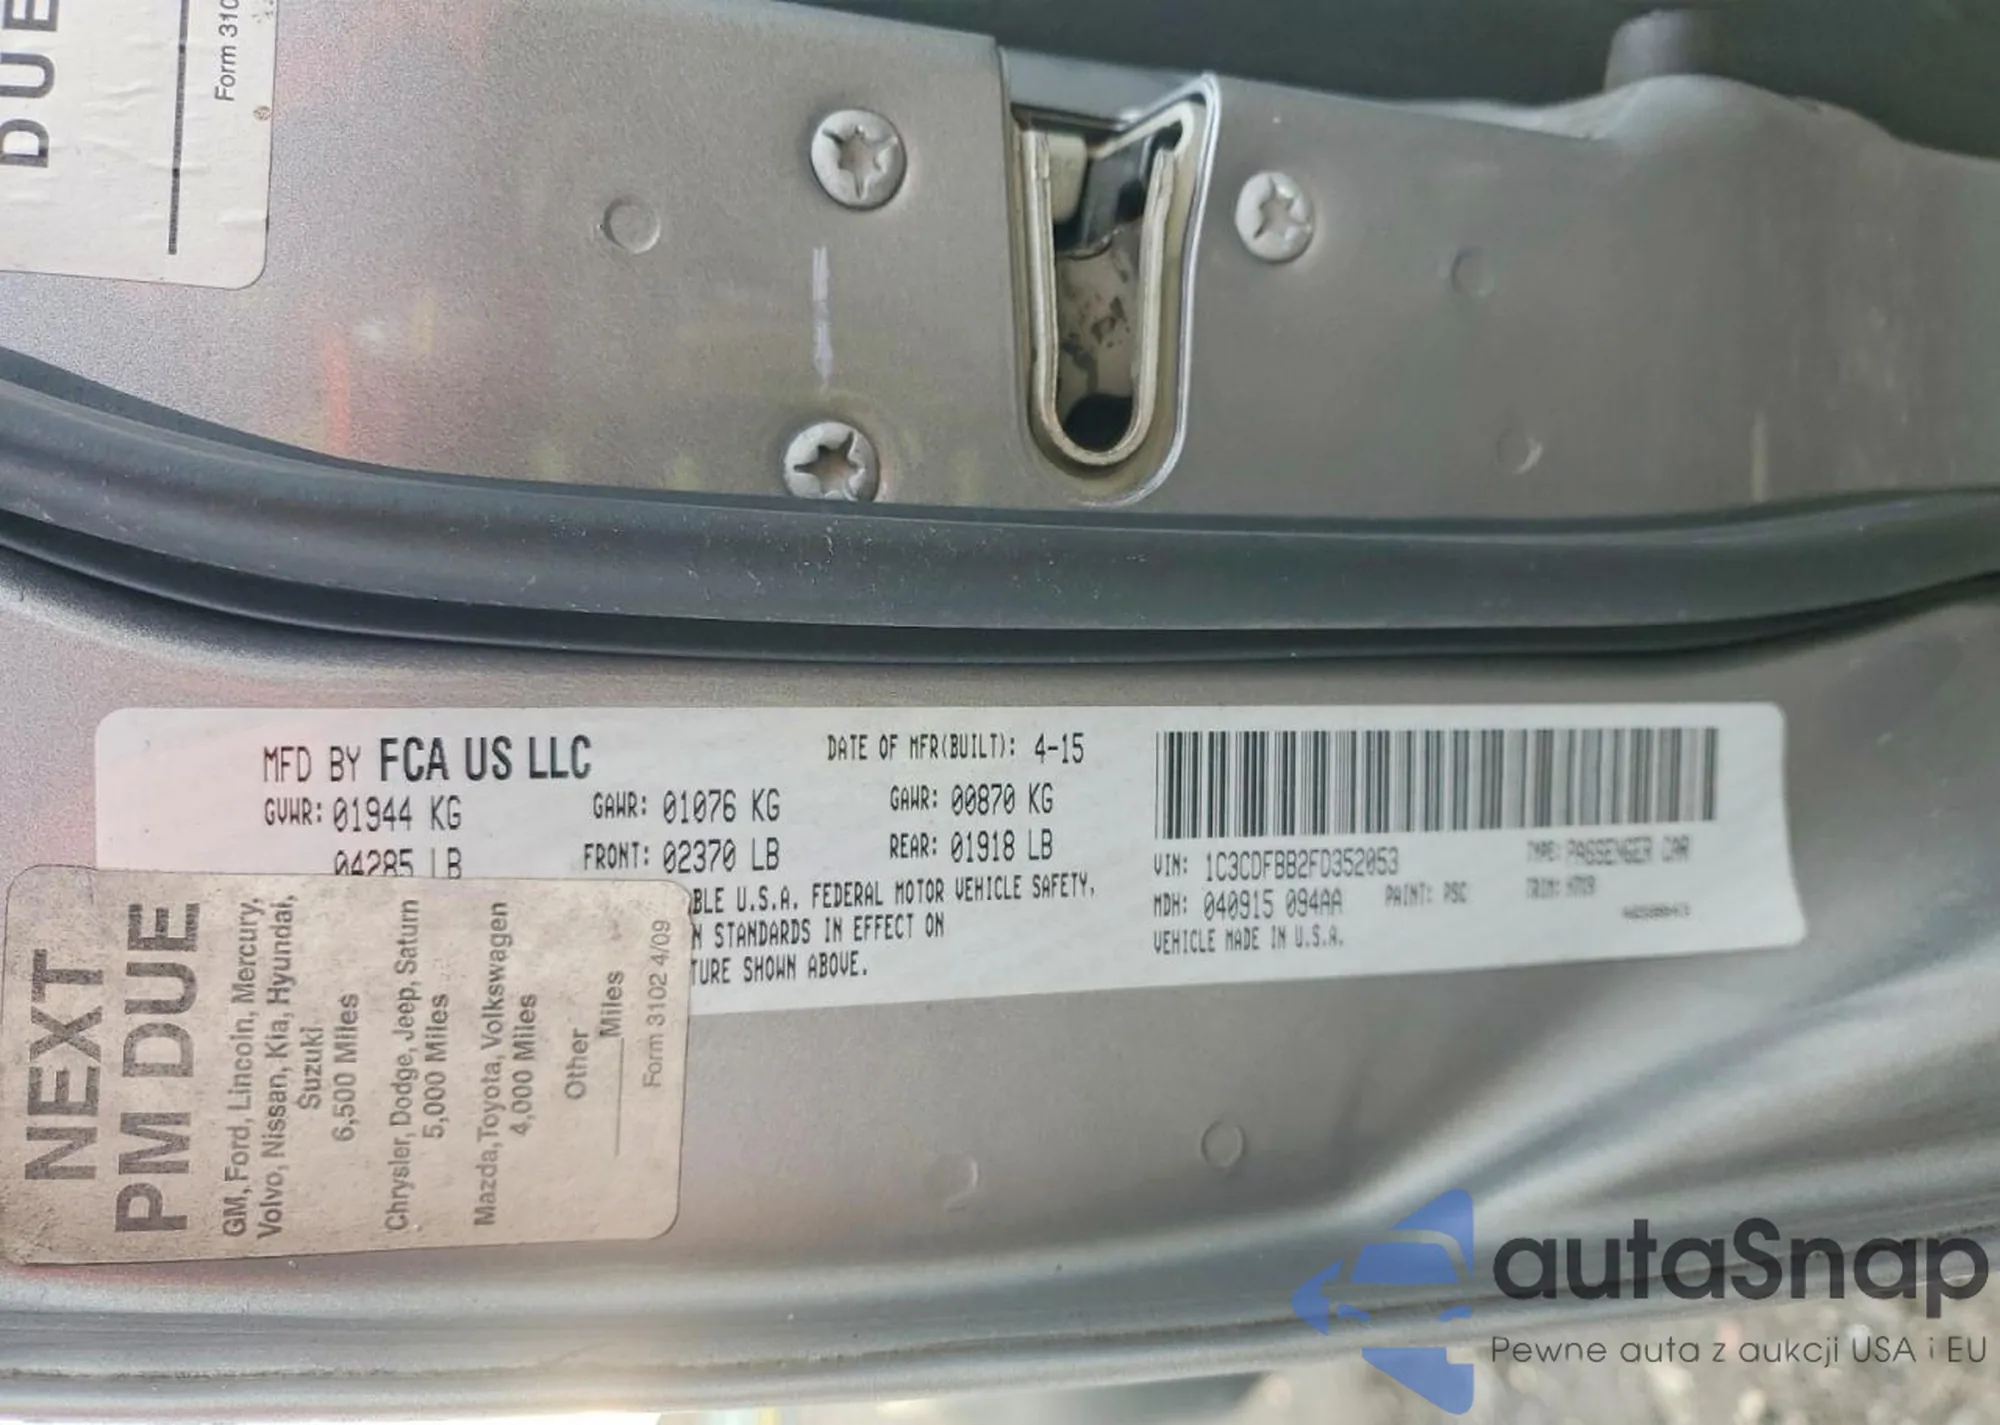 DUE
Form 310
MFD BY FCA US LLC
DATE OF MFR(BUILT): 4-15
GVWR: 01944 KG
GAWR: 01076 KG
GAWR: 00870 KG
04285 LB
FRONT: 02370 LB
REAR: 01918 LB
BLE U.S.A. FEDERAL MOTOR VEHICLE SAFETY,
N STANDARDS IN EFFECT ON
TURE SHOWN ABOVE.
VIN: 1C3CDFBB2FD352053
TYPE: PASSENGER CAR
MDH: 040915 094AA
PAINT: PSC
TRIM:
VEHICLE MADE IN U.S.A.
NEXT
PM DUE
GM, Ford, Lincoln, Mercury,
Volvo, Nissan, Kia, Hyundai,
Suzuki
6,500 Miles
Chrysler, Dodge, Jeep, Saturn
5,000 Miles
Mazda, Toyota, Volkswagen
4,000 Miles
Other
____Miles
Form 3102 4/09
autaSnap
Pewne auta z aukcji USA i EU